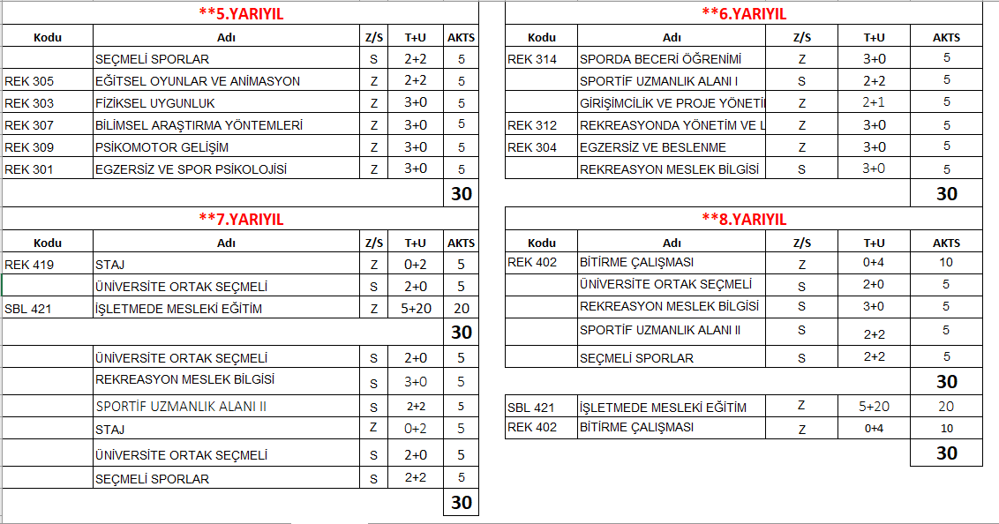 **5.YARIYIL
Kodu Adı Z/S T+U AKTS
SEÇMELİ SPORLAR S 2+2 5
REK 305 EĞİTSEL OYUNLAR VE ANİMASYON Z 2+2 5
REK 303 FİZİKSEL UYGUNLUK Z 3+0 5
REK 307 BİLİMSEL ARAŞTIRMA YÖNTEMLERİ Z 3+0 5
REK 309 PSİKOMOTOR GELİŞİM Z 3+0 5
REK 301 EGZERSİZ VE SPOR PSİKOLOJİSİ Z 3+0 5
30
**6.YARIYIL
Kodu Adı Z/S T+U AKTS
REK 314 SPORDA BECERİ ÖĞRENİMİ Z 3+0 5
SPORTİF UZMANLIK ALANI I S 2+2 5
GİRİŞİMCİLİK VE PROJE YÖNETİ Z 2+1 5
REK 312 REKREASYONDA YÖNETİM VE L Z 3+0 5
REK 304 EGZERSİZ VE BESLENME Z 3+0 5
REKREASYON MESLEK BİLGİSİ S 3+0 5
30
**7.YARIYIL
Kodu Adı Z/S T+U AKTS
REK 419 STAJ Z 0+2 5
ÜNİVERSİTE ORTAK SEÇMELİ S 2+0 5
SBL 421 İŞLETMEDE MESLEKİ EĞİTİM Z 5+20 20
30
ÜNİVERSİTE ORTAK SEÇMELİ S 2+0 5
REKREASYON MESLEK BİLGİSİ S 3+0 5
SPORTİF UZMANLIK ALANI II S 2+2 5
STAJ Z 0+2 5
ÜNİVERSİTE ORTAK SEÇMELİ S 2+0 5
SEÇMELİ SPORLAR S 2+2 5
30
**8.YARIYIL
Kodu Adı Z/S T+U AKTS
REK 402 BİTİRME ÇALIŞMASI Z 0+4 10
ÜNİVERSİTE ORTAK SEÇMELİ S 2+0 5
REKREASYON MESLEK BİLGİSİ S 3+0 5
SPORTİF UZMANLIK ALANI II S 2+2 5
SEÇMELİ SPORLAR S 2+2 5
30
SBL 421 İŞLETMEDE MESLEKİ EĞİTİM Z 5+20 20
REK 402 BİTİRME ÇALIŞMASI Z 0+4 10
30